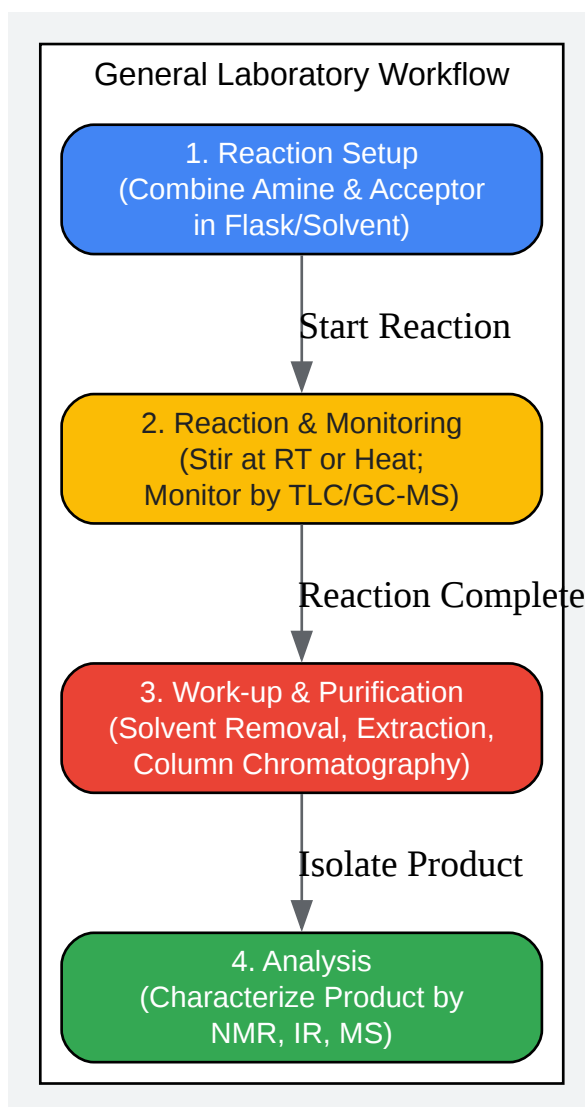 General Laboratory Workflow
1. Reaction Setup
(Combine Amine & Acceptor
in Flask/Solvent)
Start Reaction
2. Reaction & Monitoring
(Stir at RT or Heat;
Monitor by TLC/GC-MS)
Reaction Complete
3. Work-up & Purification
(Solvent Removal, Extraction,
Column Chromatography)
Isolate Product
4. Analysis
(Characterize Product by
NMR, IR, MS)